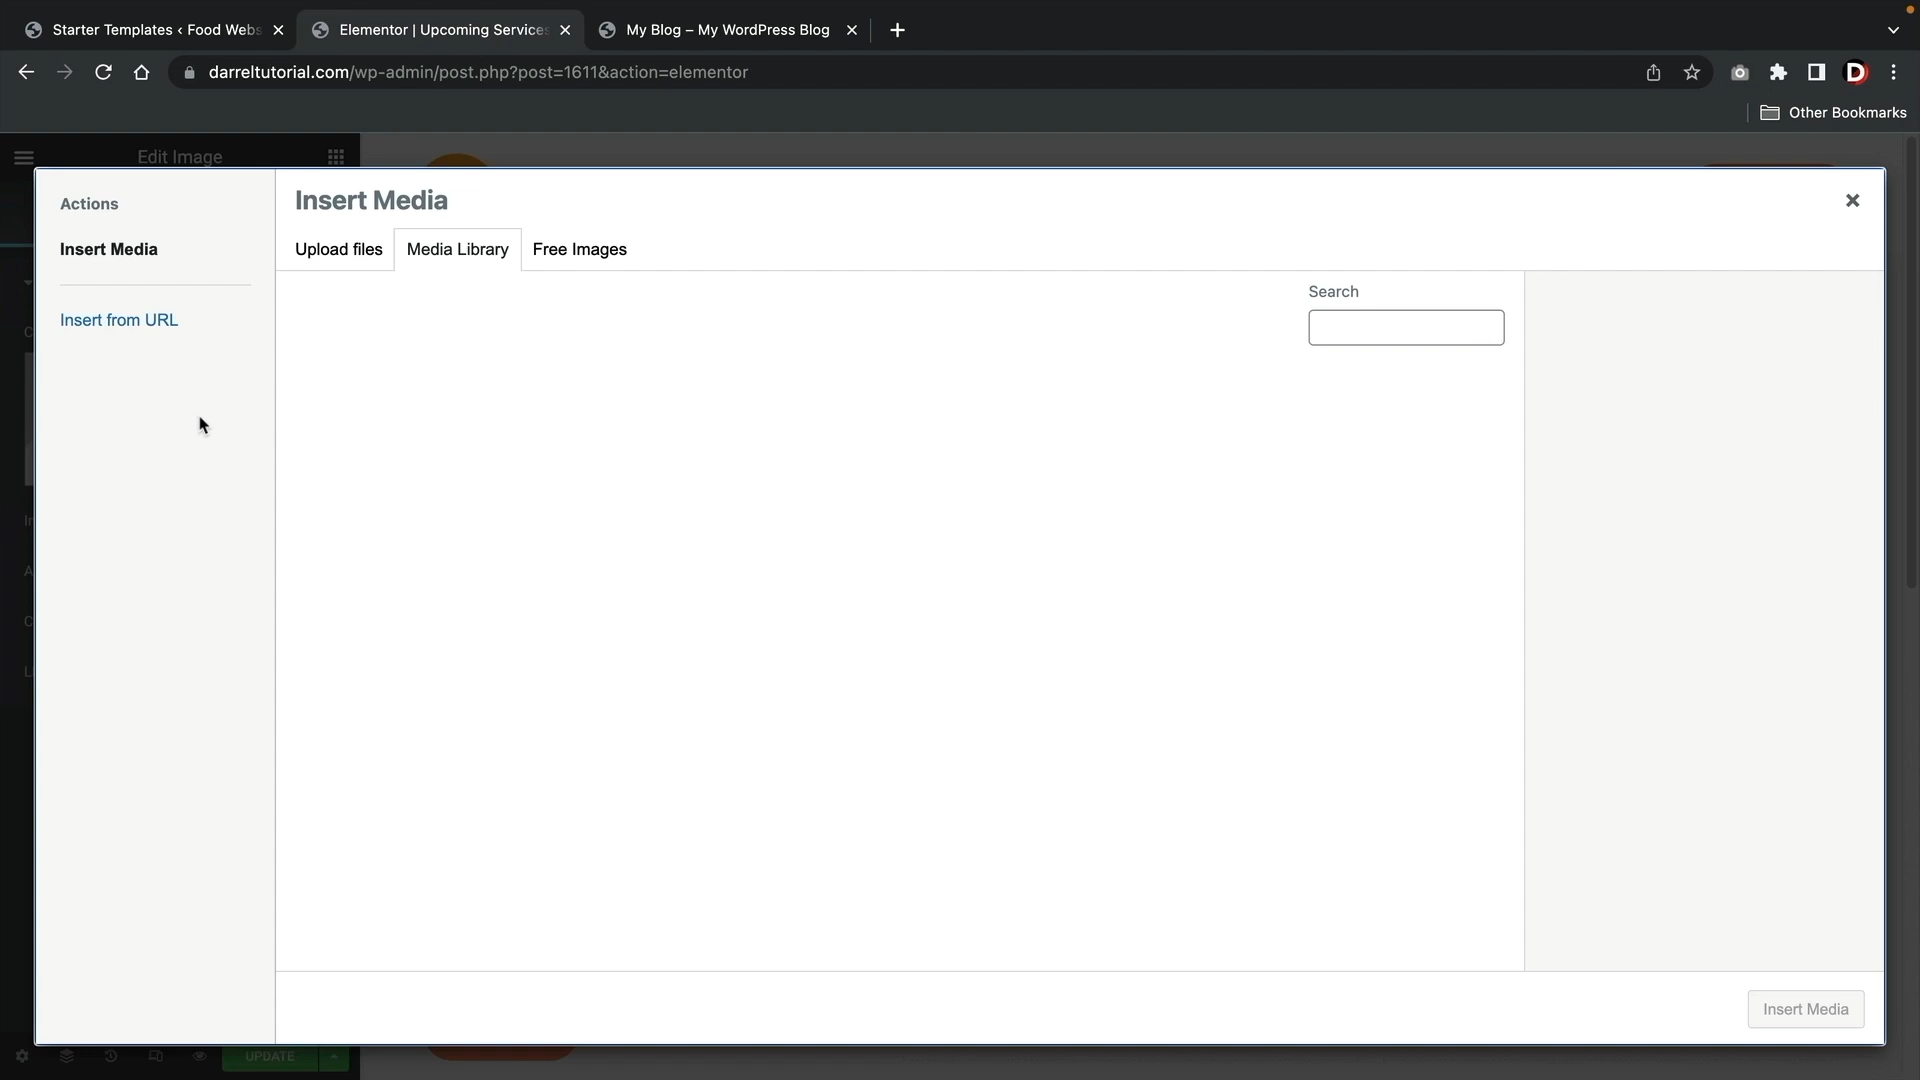 Starter Templates ‹ Food Webs
Elementor | Upcoming Services
My Blog – My WordPress Blog
darreltutorial.com/wp-admin/post.php?post=1611&action=elementor
Other Bookmarks
Edit Image
Actions
Insert Media
Insert from URL
Insert Media
Upload files
Media Library
Free Images
Search
Insert Media
UPDATE